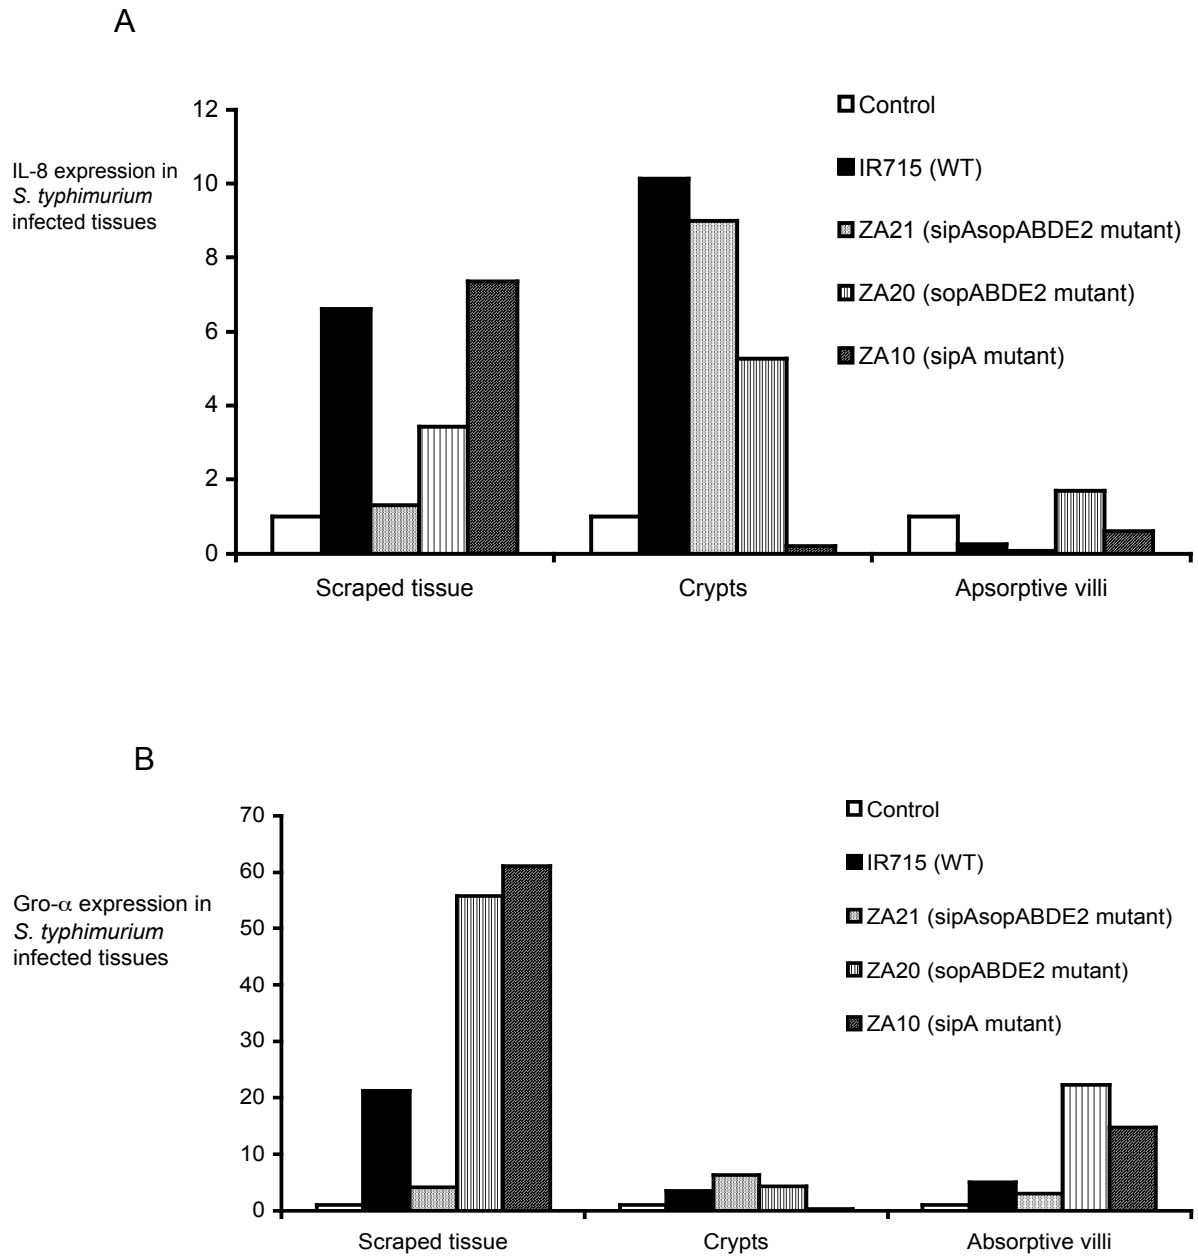 A
12
10
8
6
4
2
0
IL-8 expression in
S. typhimurium
infected tissues
Control
IR715 (WT)
ZA21 (sipAsopABDE2 mutant)
ZA20 (sopABDE2 mutant)
ZA10 (sipA mutant)
Scraped tissue
Crypts
Apsorptive villi
B
70
60
50
40
30
20
10
0
Gro-α expression in
S. typhimurium
infected tissues
Control
IR715 (WT)
ZA21 (sipAsopABDE2 mutant)
ZA20 (sopABDE2 mutant)
ZA10 (sipA mutant)
Scraped tissue
Crypts
Absorptive villi